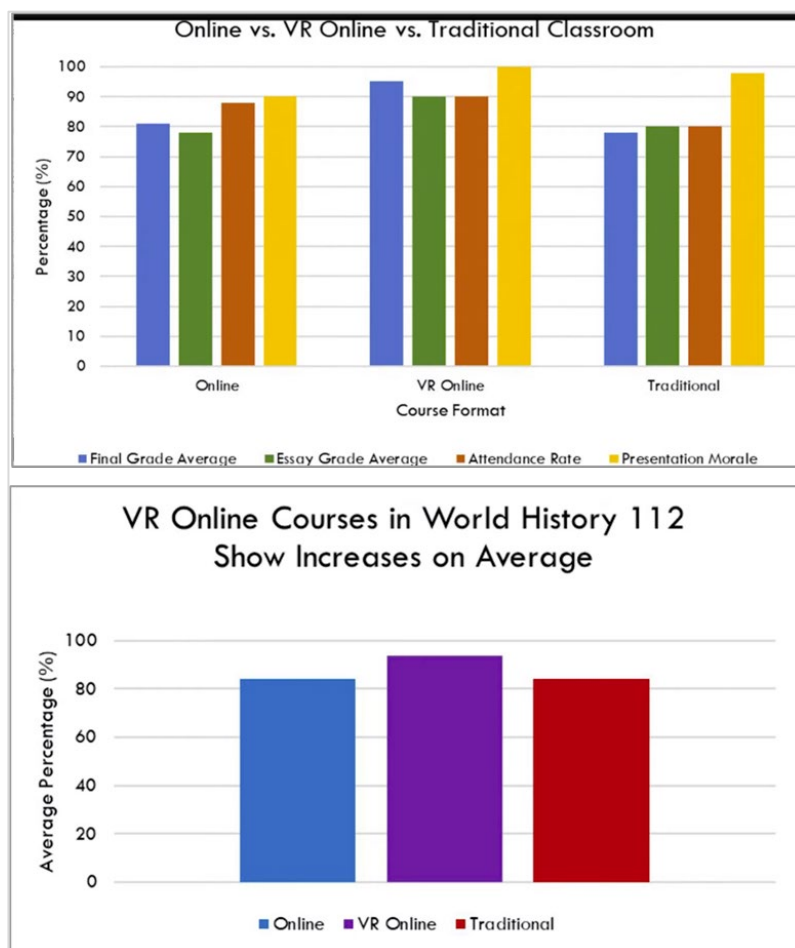 Online vs. VR Online vs. Traditional Classroom
100
90
80
70
60
50
40
30
20
10
0
Percentage (%)
Online VR Online Traditional
Course Format
Final Grade Average Essay Grade Average Attendance Rate Presentation Morale
VR Online Courses in World History 112
Show Increases on Average
100
80
60
40
20
0
Average Percentage (%)
Online VR Online Traditional